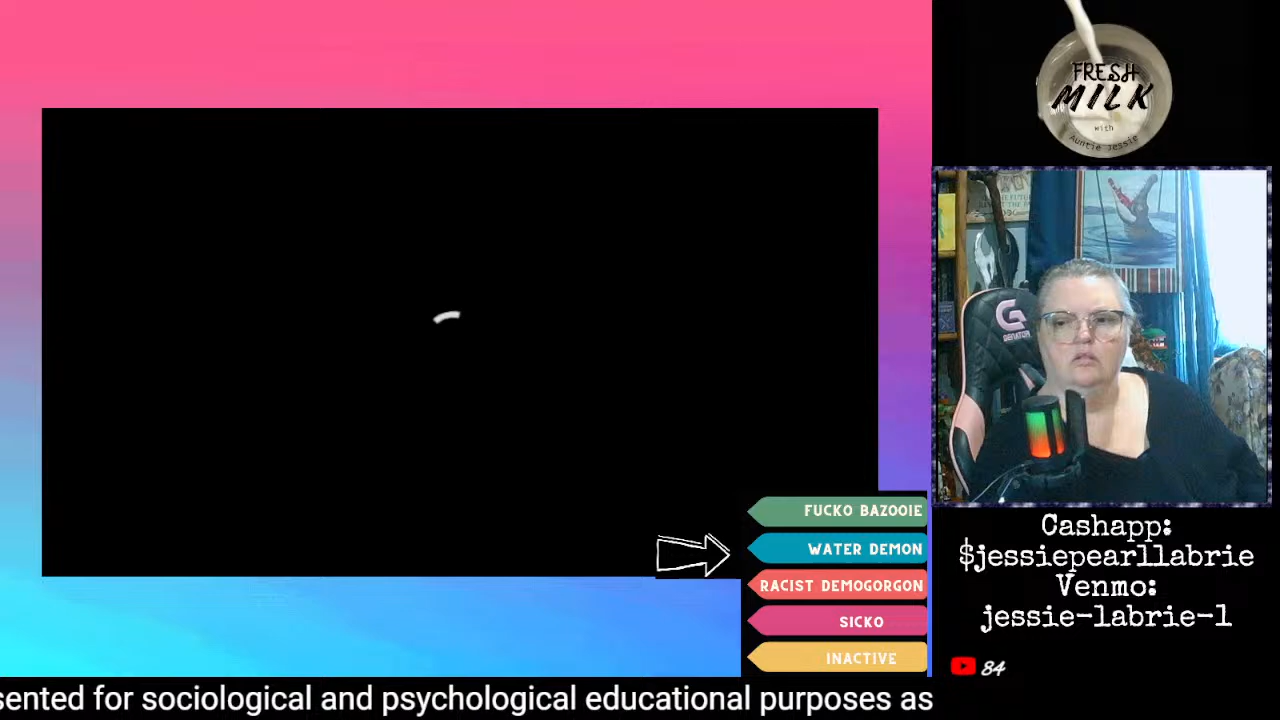 FRESH
MILK
with
Auntie Jessie
GENATOR
FUCKO BAZOOIE
WATER DEMON
RACIST DEMOGORGON
SICKO
INACTIVE
Cashapp:
$jessiepearllabrie
Venmo:
jessie-labrie-1
84
sented for sociological and psychological educational purposes as